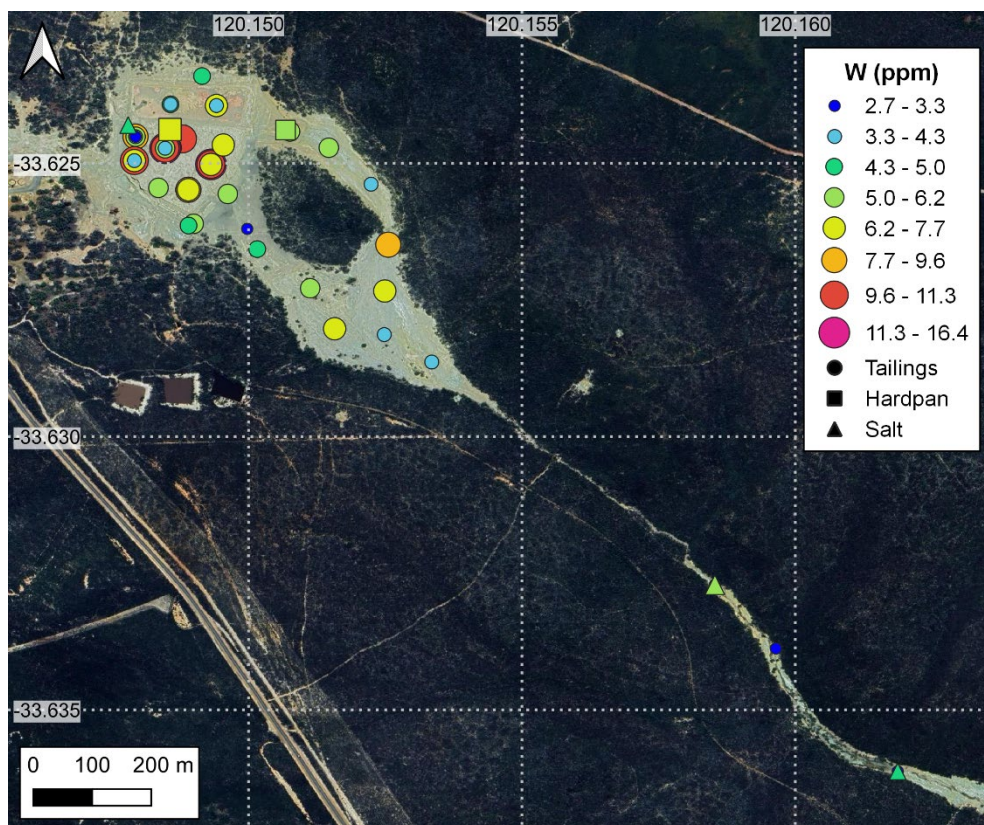 120.150
120.155
120.160
-33.625
-33.630
-33.635
W (ppm)
2.7 - 3.3
3.3 - 4.3
4.3 - 5.0
5.0 - 6.2
6.2 - 7.7
7.7 - 9.6
9.6 - 11.3
11.3 - 16.4
Tailings
Hardpan
Salt
0 100 200 m